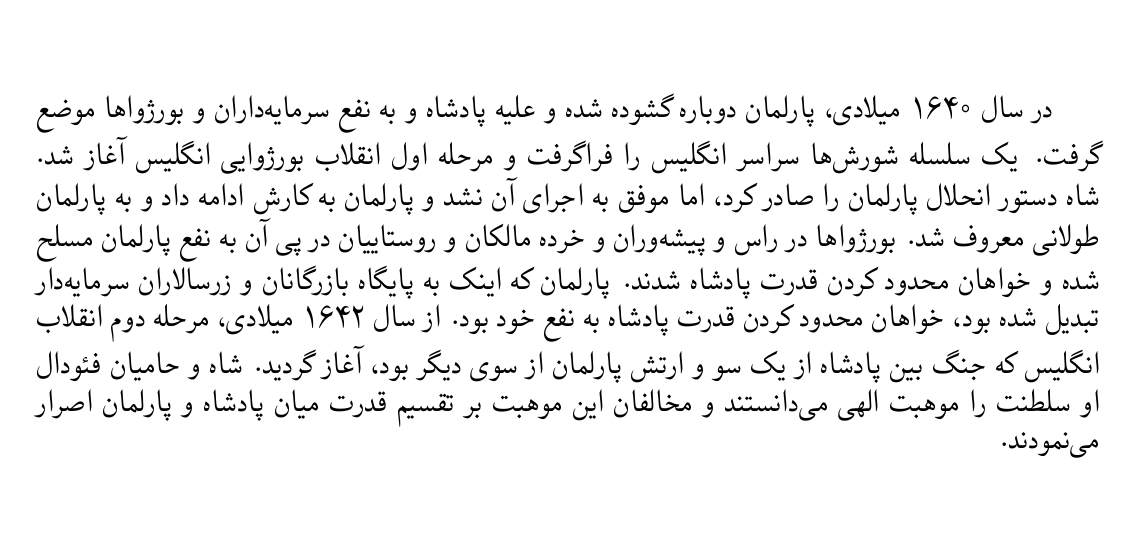 در سال ۱۶۴۰ میلادی، پارلمان دوباره گشوده شده و علیه پادشاه و به نفع سرمایه‌داران و بورژواها موضع
گرفت. یک سلسله شورش‌ها سراسر انگلیس را فراگرفت و مرحله اول انقلاب بورژوایی انگلیس آغاز شد.
شاه دستور انحلال پارلمان را صادر کرد، اما موفق به اجرای آن نشد و پارلمان به کارش ادامه داد و به پارلمان
طولانی معروف شد. بورژواها در راس و پیشه‌وران و خرده مالکان و روستاییان در پی آن به نفع پارلمان مسلح
شده و خواهان محدود کردن قدرت پادشاه شدند. پارلمان که اینک به پایگاه بازرگانان و زرسالاران سرمایه‌دار
تبدیل شده بود، خواهان محدود کردن قدرت پادشاه به نفع خود بود. از سال ۱۶۴۲ میلادی، مرحله دوم انقلاب
انگلیس که جنگ بین پادشاه از یک سو و ارتش پارلمان از سوی دیگر بود، آغاز گردید. شاه و حامیان فئودال
او سلطنت را موهبت الهی می‌دانستند و مخالفان این موهبت بر تقسیم قدرت میان پادشاه و پارلمان اصرار
می‌نمودند.